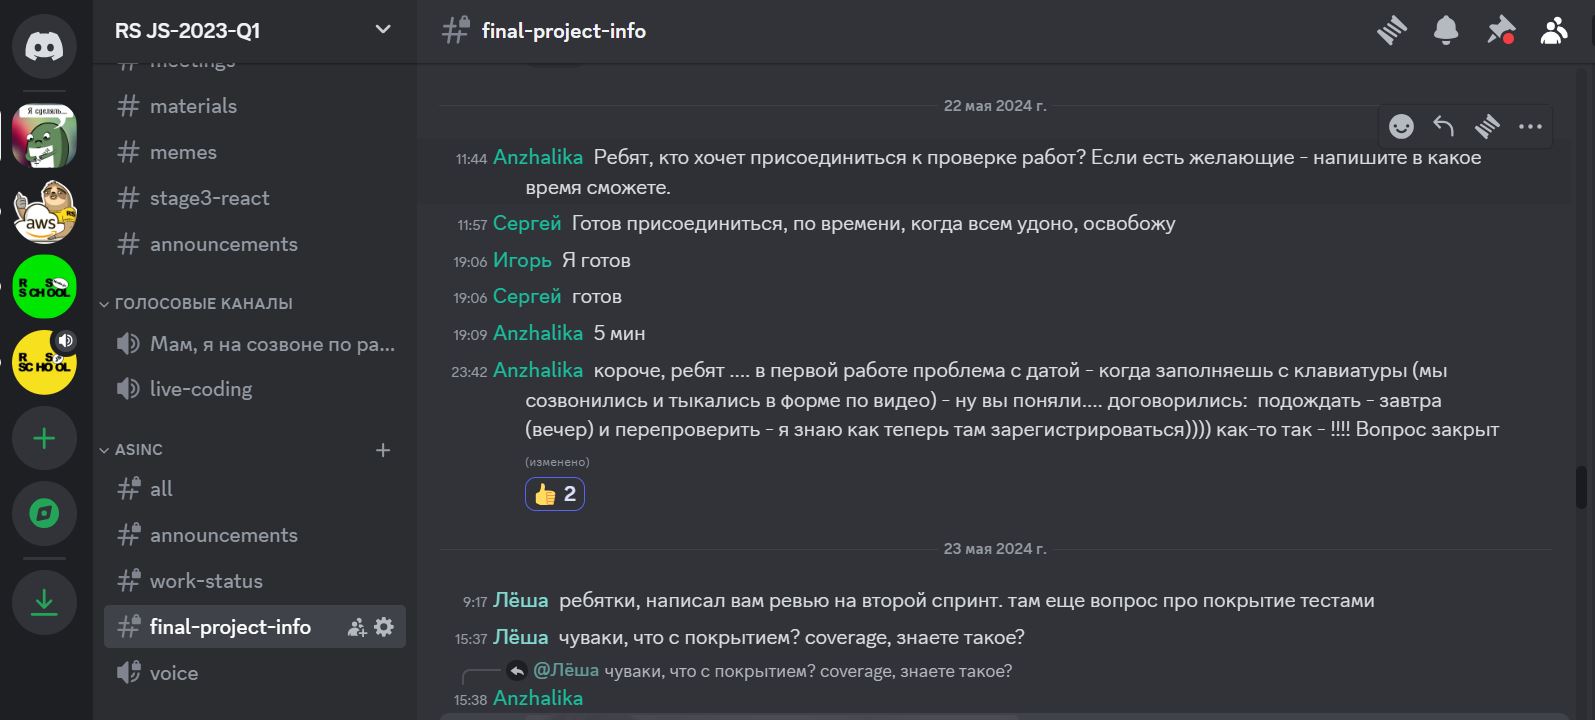 RS JS-2023-Q1
final-project-info
meetings
materials
memes
stage3-react
announcements
ГОЛОСОВЫЕ КАНАЛЫ
Мам, я на созвоне по ра...
live-coding
ASINC
all
announcements
work-status
final-project-info
voice
Я сделяль...
aws
RS
RS
SCHOOL
RS
SCHOOL
22 мая 2024 г.
11:44 Anzhalika Ребят, кто хочет присоединиться к проверке работ? Если есть желающие - напишите в какое
время сможете.
11:57 Сергей Готов присоединиться, по времени, когда всем удоно, освобожу
19:06 Игорь Я готов
19:06 Сергей готов
19:09 Anzhalika 5 мин
23:42 Anzhalika короче, ребят .... в первой работе проблема с датой - когда заполняешь с клавиатуры (мы
созвонились и тыкались в форме по видео) - ну вы поняли.... договорились: подождать - завтра
(вечер) и перепроверить - я знаю как теперь там зарегистрироваться)))) как-то так - !!!! Вопрос закрыт
(изменено)
2
23 мая 2024 г.
9:17 Лёша ребятки, написал вам ревью на второй спринт. там еще вопрос про покрытие тестами
15:37 Лёша чуваки, что с покрытием? coverage, знаете такое?
@Лёша чуваки, что с покрытием? coverage, знаете такое?
15:38 Anzhalika